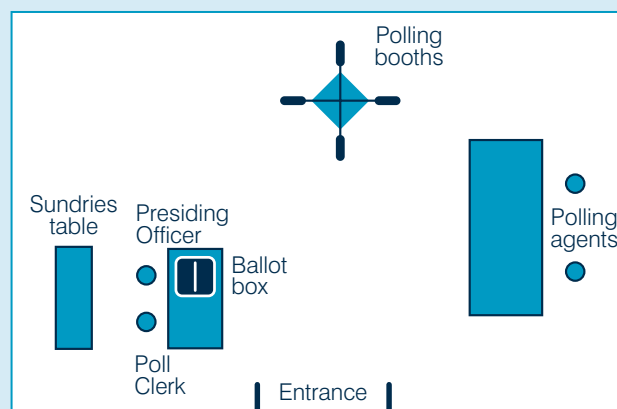 Polling
booths
Sundries
table
Presiding
Officer
Ballot
box
Polling
agents
Poll
Clerk
Entrance